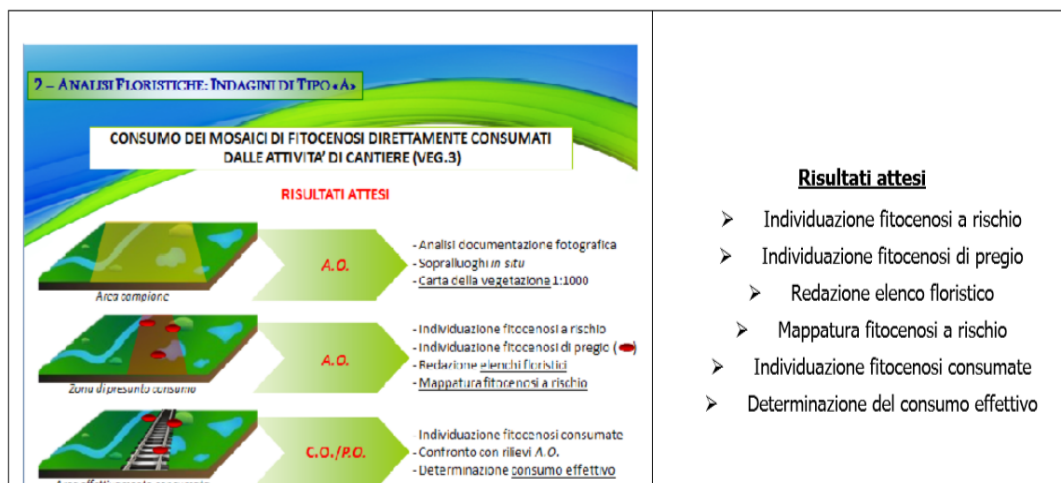 2 – ANALISI FLORISTICHE: INDAGINI DI TIPO «A»
CONSUMO DEI MOSAICI DI FITOCENOSI DIRETTAMENTE CONSUMATI
DALLE ATTIVITA' DI CANTIERE (VEG.3)
RISULTATI ATTESI
Area campione
A.O.
- Analisi documentazione fotografica
- Sopralluoghi in situ
- Carta della vegetazione 1:1000
Zona di presunto consumo
A.O.
- Individuazione fitocenosi a rischio
- Individuazione fitocenosi di pregio ( )
- Redazione elenchi floristici
- Mappatura fitocenosi a rischio
C.O./P.O.
- Individuazione fitocenosi consumate
- Confronto con rilievi A.O.
- Determinazione consumo effettivo
Risultati attesi
➢ Individuazione fitocenosi a rischio
➢ Individuazione fitocenosi di pregio
➢ Redazione elenco floristico
➢ Mappatura fitocenosi a rischio
➢ Individuazione fitocenosi consumate
➢ Determinazione del consumo effettivo